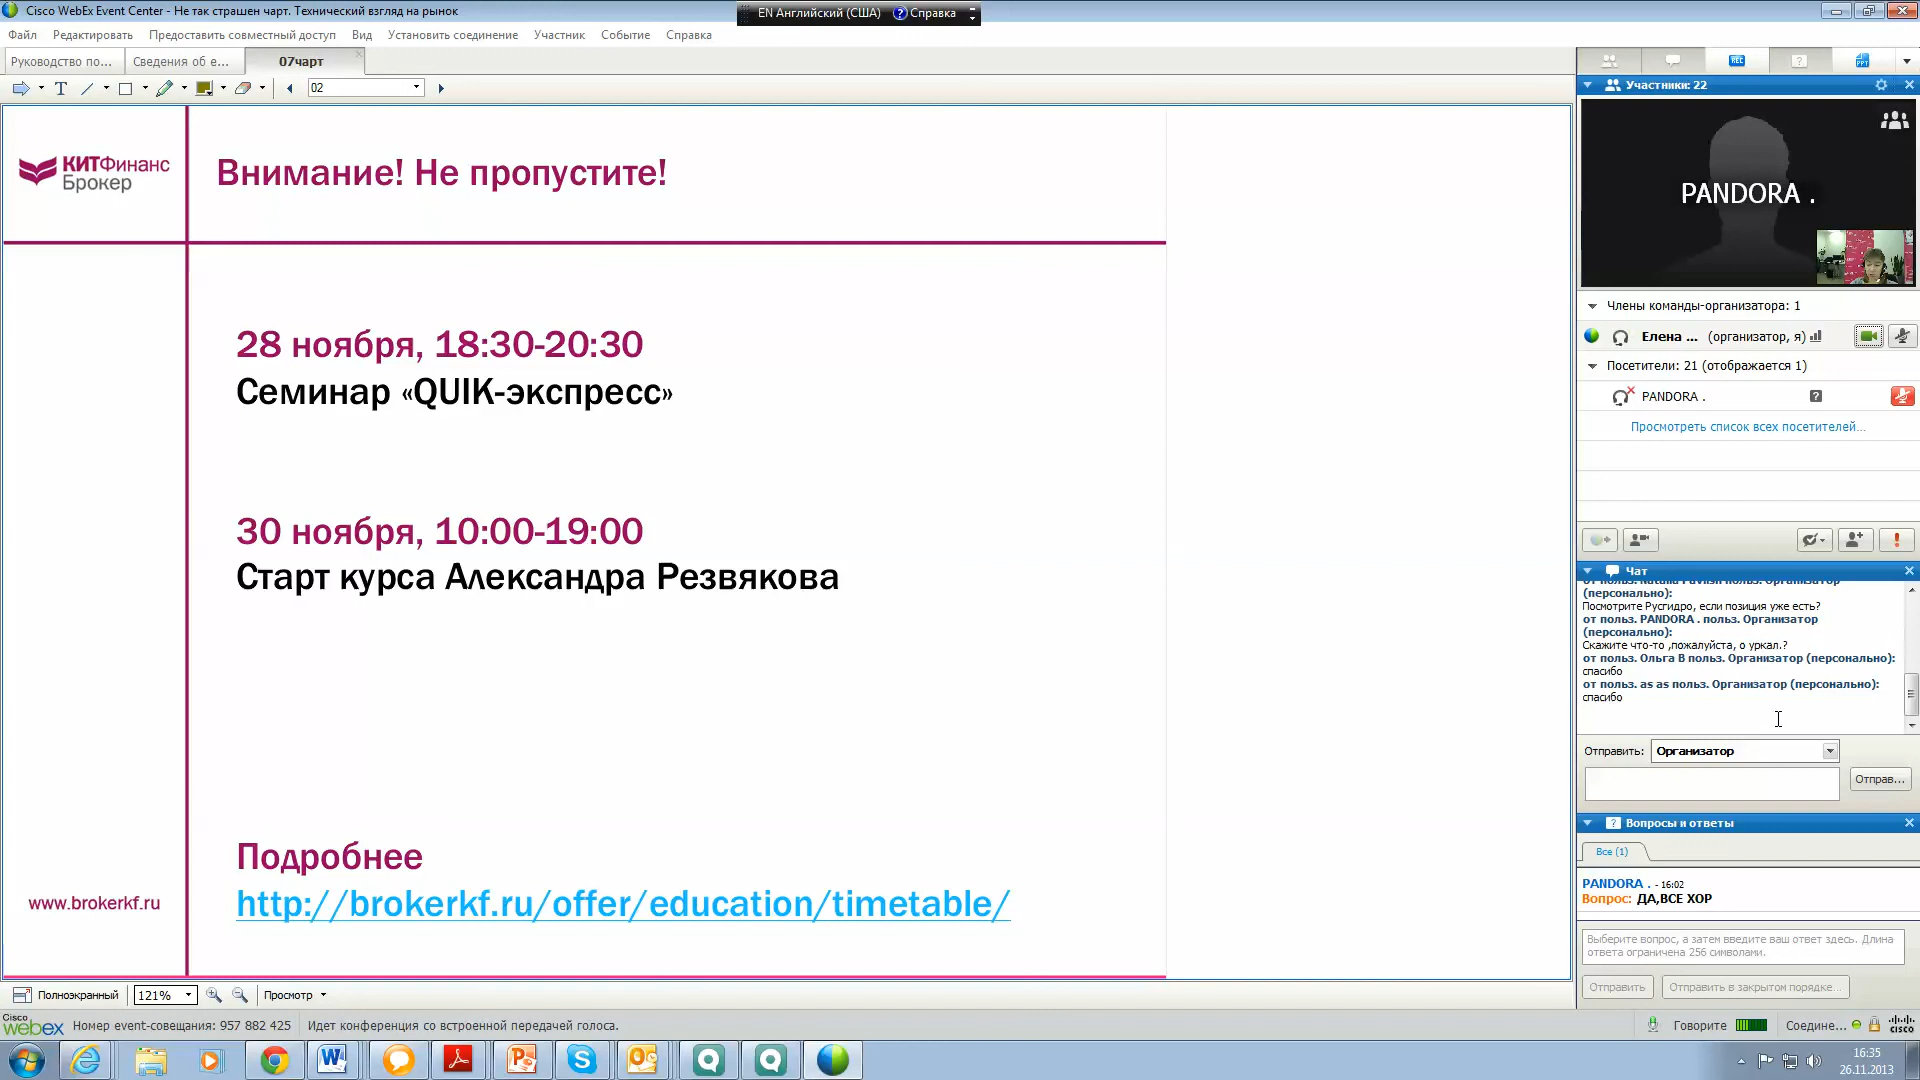 Cisco WebEx Event Center - Не так страшен чарт. Технический взгляд на рынок
EN Английский (США)
Справка
Файл Редактировать Предоставить совместный доступ Вид Установить соединение Участник Событие Справка
Руководство по...
Сведения об е...
07чарт
02
КИТФинанс
Брокер
Внимание! Не пропустите!
28 ноября, 18:30-20:30
Семинар «QUIK-экспресс»
30 ноября, 10:00-19:00
Старт курса Александра Резвякова
Подробнее
http://brokerkf.ru/offer/education/timetable/
www.brokerkf.ru
REC
PPT
Участники: 22
PANDORA .
Члены команды-организатора: 1
Елена ... (организатор, я)
Посетители: 21 (отображается 1)
PANDORA .
Просмотреть список всех посетителей...
Чат
от польз. Natalia Pavlish польз. Организатор
(персонально):
Посмотрите Русгидро, если позиция уже есть?
от польз. PANDORA . польз. Организатор
(персонально):
Скажите что-то ,пожалуйста, о уркал.?
от польз. Ольга В польз. Организатор (персонально):
спасибо
от польз. as as польз. Организатор (персонально):
спасибо
Отправить: Организатор
Отправ...
Вопросы и ответы
Все (1)
PANDORA . - 16:02
Вопрос: ДА,ВСЕ ХОР
Выберите вопрос, а затем введите ваш ответ здесь. Длина
ответа ограничена 256 символами.
Отправить
Отправить в закрытом порядке...
Полноэкранный
121%
Просмотр
Cisco
webex
Номер event-совещания: 957 882 425
Идет конференция со встроенной передачей голоса.
Говорите
Соедине...
cisco
16:35
26.11.2013